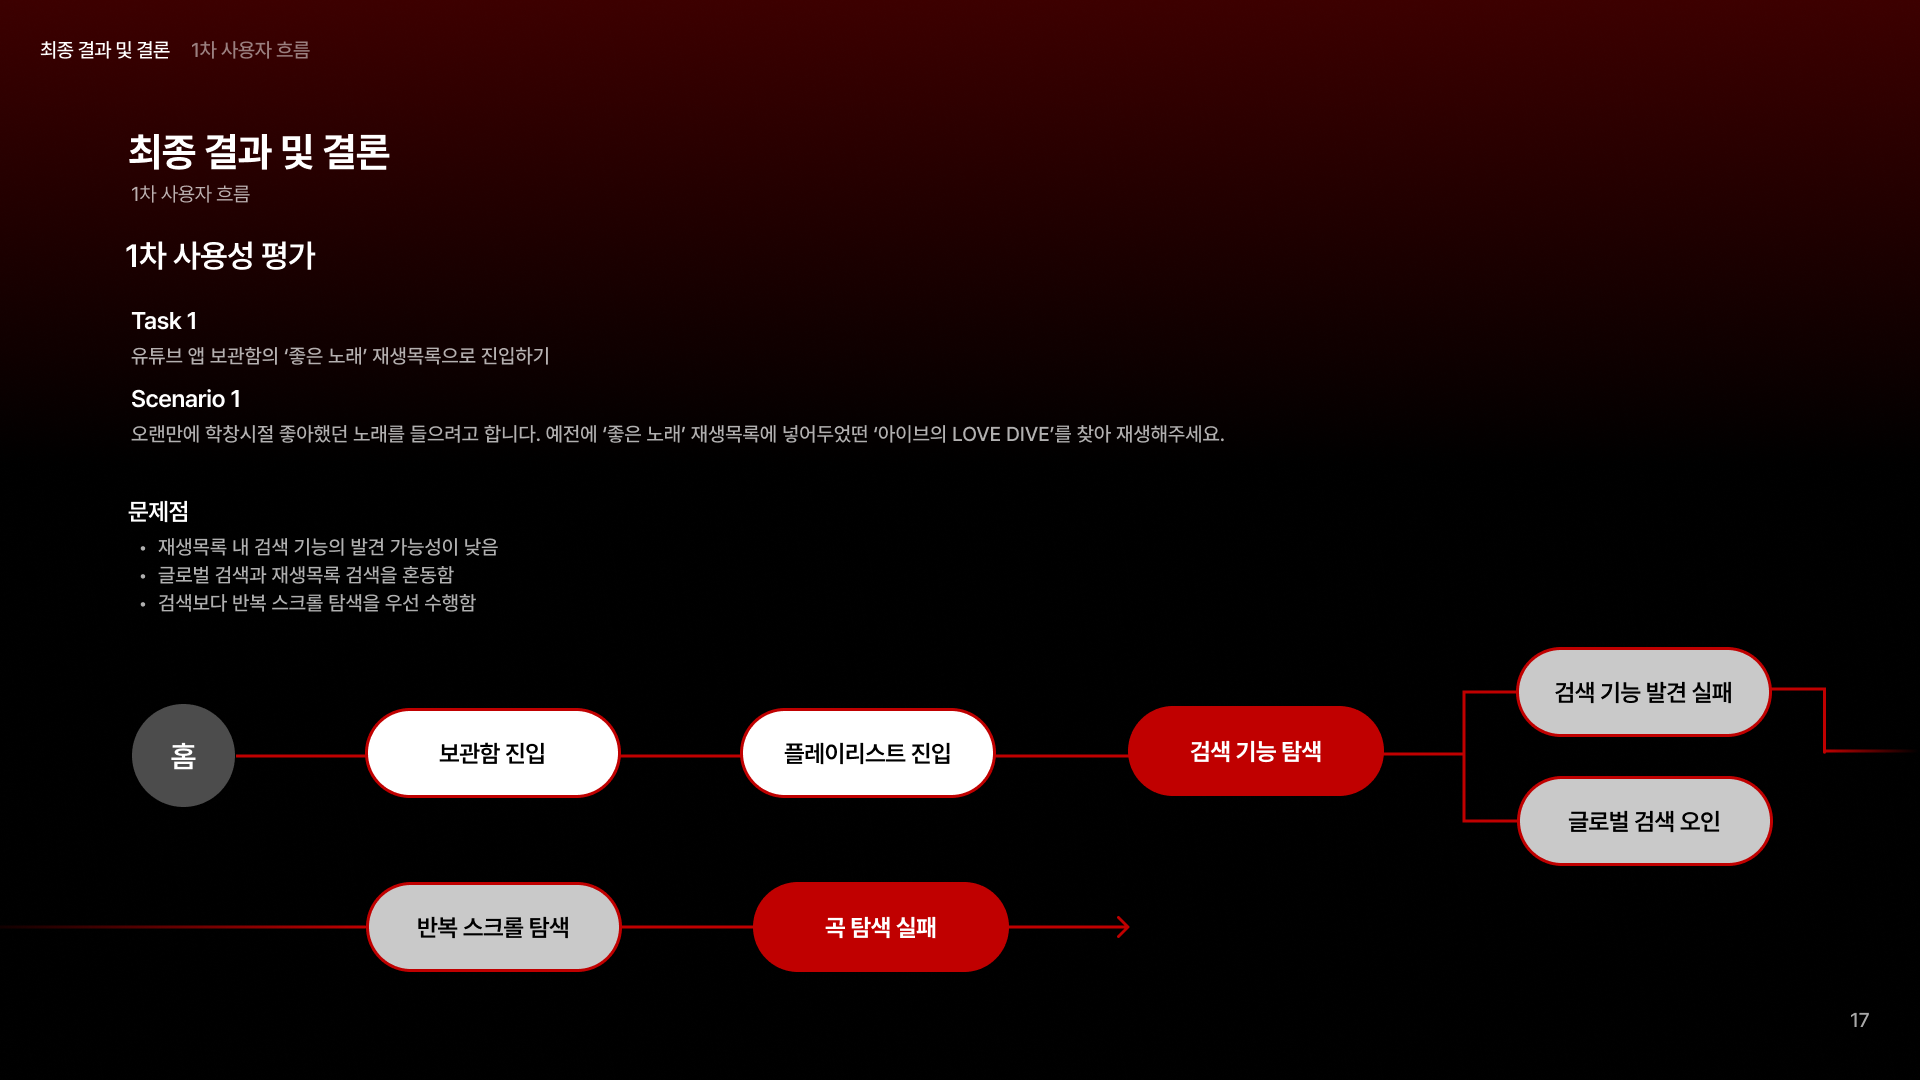 최종 결과 및 결론 1차 사용자 흐름
최종 결과 및 결론
1차 사용자 흐름
1차 사용성 평가
Task 1
유튜브 앱 보관함의 ‘좋은 노래’ 재생목록으로 진입하기
Scenario 1
오랜만에 학창시절 좋아했던 노래를 들으려고 합니다. 예전에 ‘좋은 노래’ 재생목록에 넣어두었떤 ‘아이브의 LOVE DIVE’를 찾아 재생해주세요.
문제점
• 재생목록 내 검색 기능의 발견 가능성이 낮음
• 글로벌 검색과 재생목록 검색을 혼동함
• 검색보다 반복 스크롤 탐색을 우선 수행함
홈
보관함 진입
플레이리스트 진입
검색 기능 탐색
검색 기능 발견 실패
글로벌 검색 오인
반복 스크롤 탐색
곡 탐색 실패
17